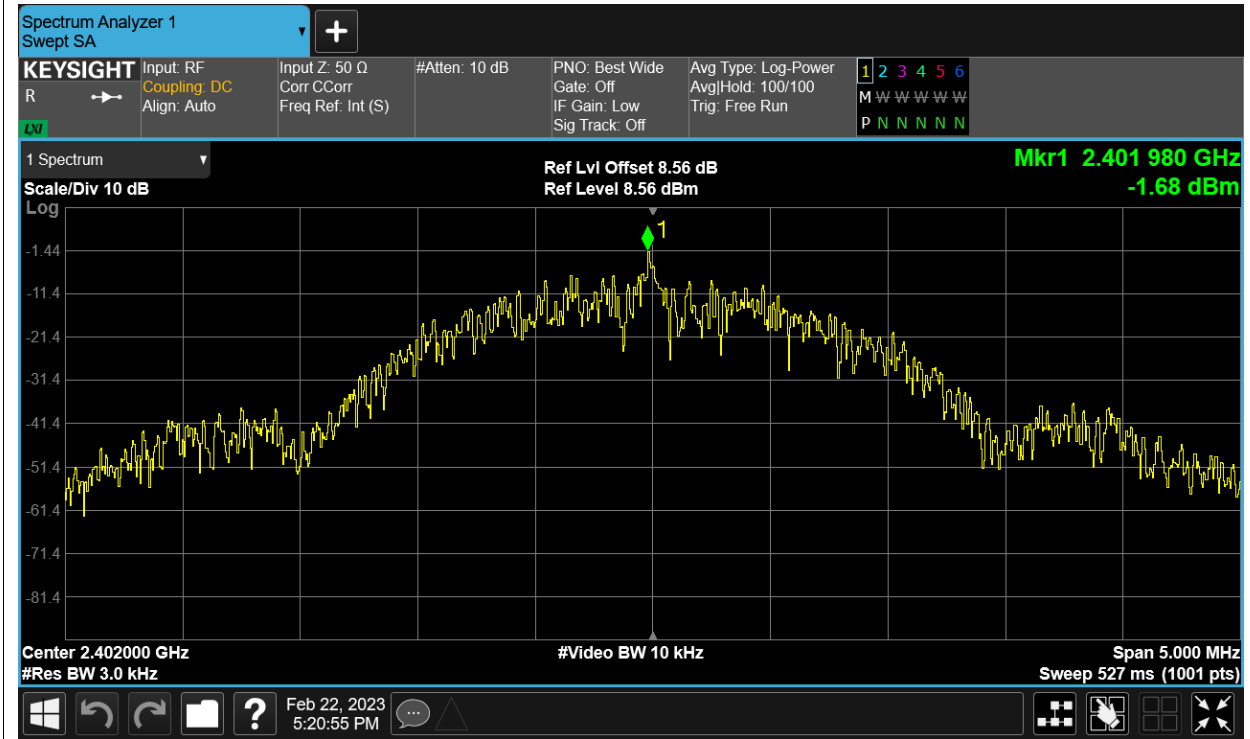 Spectrum Analyzer 1
Swept SA
KEYSIGHT
R
LXI
Input: RF
Coupling: DC
Align: Auto
Input Z: 50 Ω
Corr CCorr
Freq Ref: Int (S)
#Atten: 10 dB
PNO: Best Wide
Gate: Off
IF Gain: Low
Sig Track: Off
Avg Type: Log-Power
Avg|Hold: 100/100
Trig: Free Run
1 2 3 4 5 6
M W W W W W
P N N N N N
1 Spectrum
Scale/Div 10 dB
Log
Ref Lvl Offset 8.56 dB
Ref Level 8.56 dBm
Mkr1 2.401 980 GHz
-1.68 dBm
1
-1.44
-11.4
-21.4
-31.4
-41.4
-51.4
-61.4
-71.4
-81.4
Center 2.402000 GHz
#Video BW 10 kHz
Span 5.000 MHz
#Res BW 3.0 kHz
Sweep 527 ms (1001 pts)
?
Feb 22, 2023
5:20:55 PM